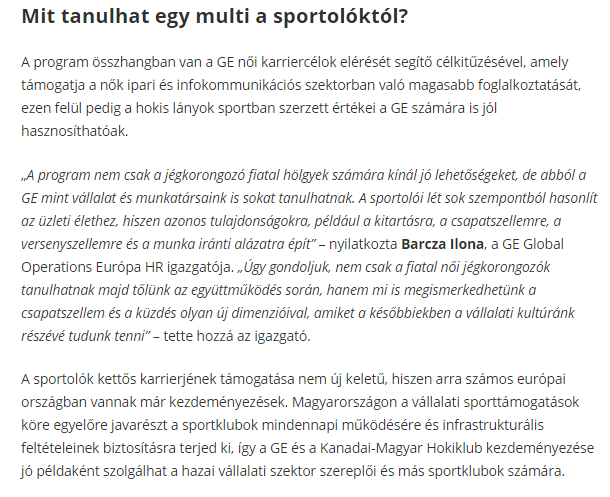 Mit tanulhat egy multi a sportolóktól?
A program összhangban van a GE női karriercélok elérését segítő célkitűzésével, amely
támogatja a nők ipari és infokommunikációs szektorban való magasabb foglalkoztatását,
ezen felül pedig a hokis lányok sportban szerzett értékei a GE számára is jól
hasznosíthatóak.
„A program nem csak a jégkorongozó fiatal hölgyek számára kínál jó lehetőségeket, de abból a
GE mint vállalat és munkatársaink is sokat tanulhatnak. A sportolói lét sok szempontból hasonlít
az üzleti élethez, hiszen azonos tulajdonságokra, például a kitartásra, a csapatszellemre, a
versenyszellemre és a munka iránti alázatra épít” – nyilatkozta Barcza Ilona, a GE Global
Operations Európa HR igazgatója. „Úgy gondoljuk, nem csak a fiatal női jégkorongozók
tanulhatnak majd tőlünk az együttműködés során, hanem mi is megismerkedhetünk a
csapatszellem és a küzdés olyan új dimenzióival, amiket a későbbiekben a vállalati kultúránk
részévé tudunk tenni” – tette hozzá az igazgató.
A sportolók kettős karrierjének támogatása nem új keletű, hiszen arra számos európai
országban vannak már kezdeményezések. Magyarországon a vállalati sporttámogatások
köre egyelőre javarészt a sportklubok mindennapi működésére és infrastrukturális
feltételeinek biztosításra terjed ki, így a GE és a Kanadai-Magyar Hokiklub kezdeményezése
jó példaként szolgálhat a hazai vállalati szektor szereplői és más sportklubok számára.